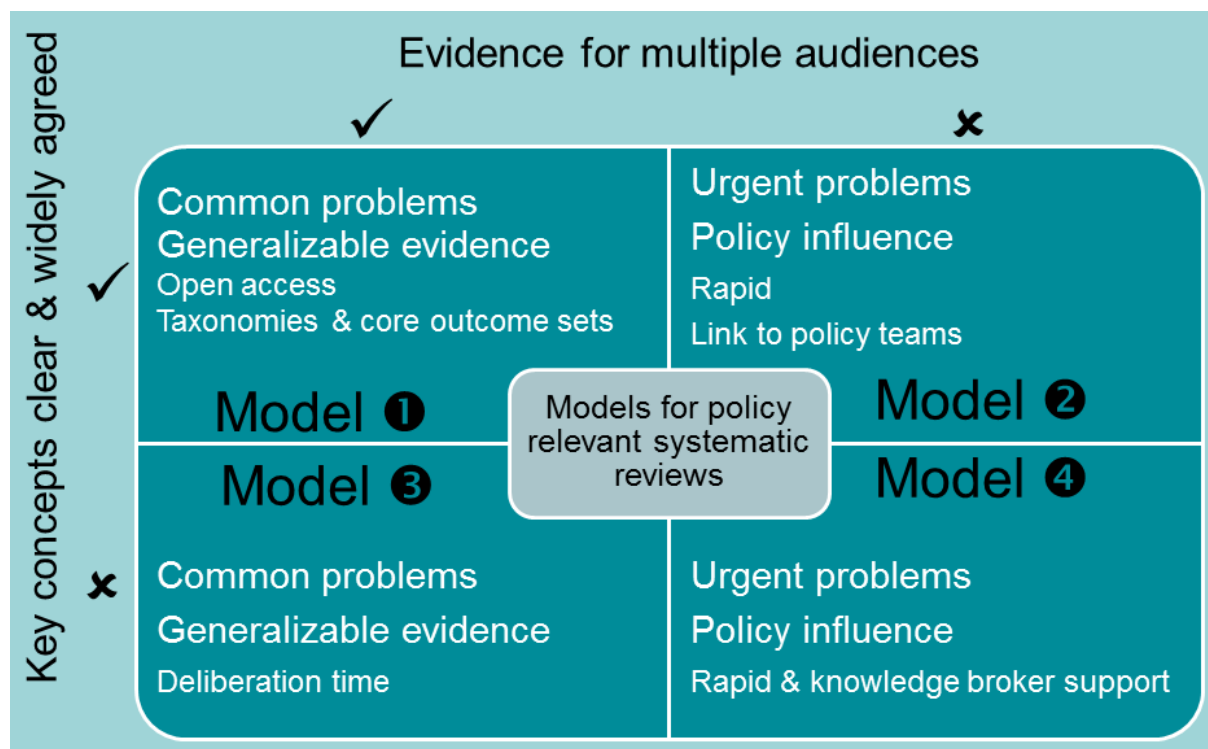 Evidence for multiple audiences
✓ ✘
Key concepts clear & widely agreed
✓
✘
Common problems
Generalizable evidence
Open access
Taxonomies & core outcome sets
Model ❶
Urgent problems
Policy influence
Rapid
Link to policy teams
Model ❷
Models for policy
relevant systematic
reviews
Model ❸
Common problems
Generalizable evidence
Deliberation time
Model ❹
Urgent problems
Policy influence
Rapid & knowledge broker support